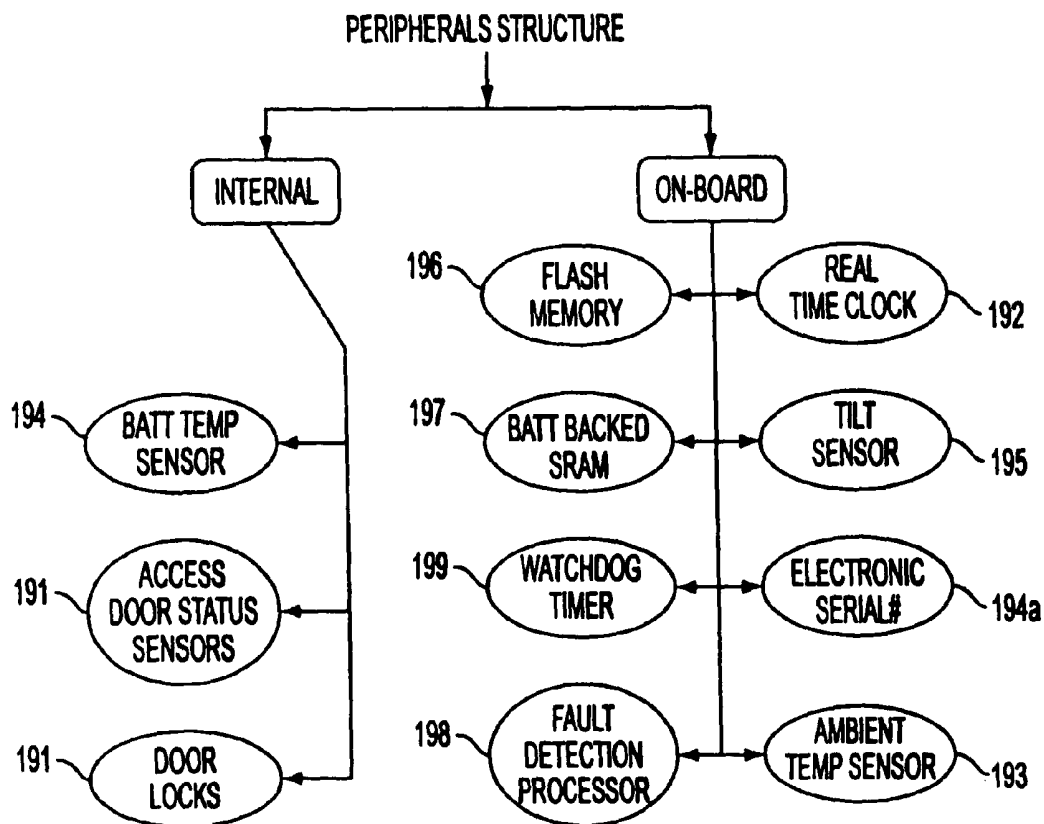 PERIPHERALS STRUCTURE
INTERNAL
ON-BOARD
196
FLASH
MEMORY
REAL
TIME CLOCK
192
194
BATT TEMP
SENSOR
197
BATT BACKED
SRAM
TILT
SENSOR
195
191
ACCESS
DOOR STATUS
SENSORS
199
WATCHDOG
TIMER
ELECTRONIC
SERIAL#
194a
191
DOOR
LOCKS
198
FAULT
DETECTION
PROCESSOR
AMBIENT
TEMP SENSOR
193